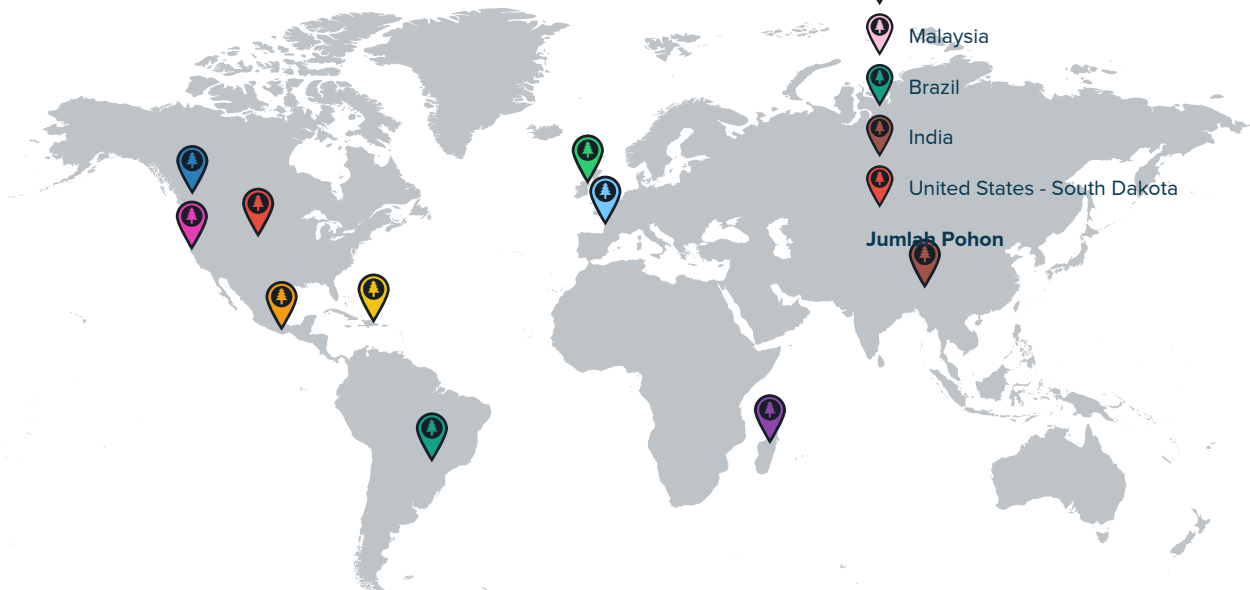 Malaysia
Brazil
India
United States - South Dakota
Jumlah Pohon